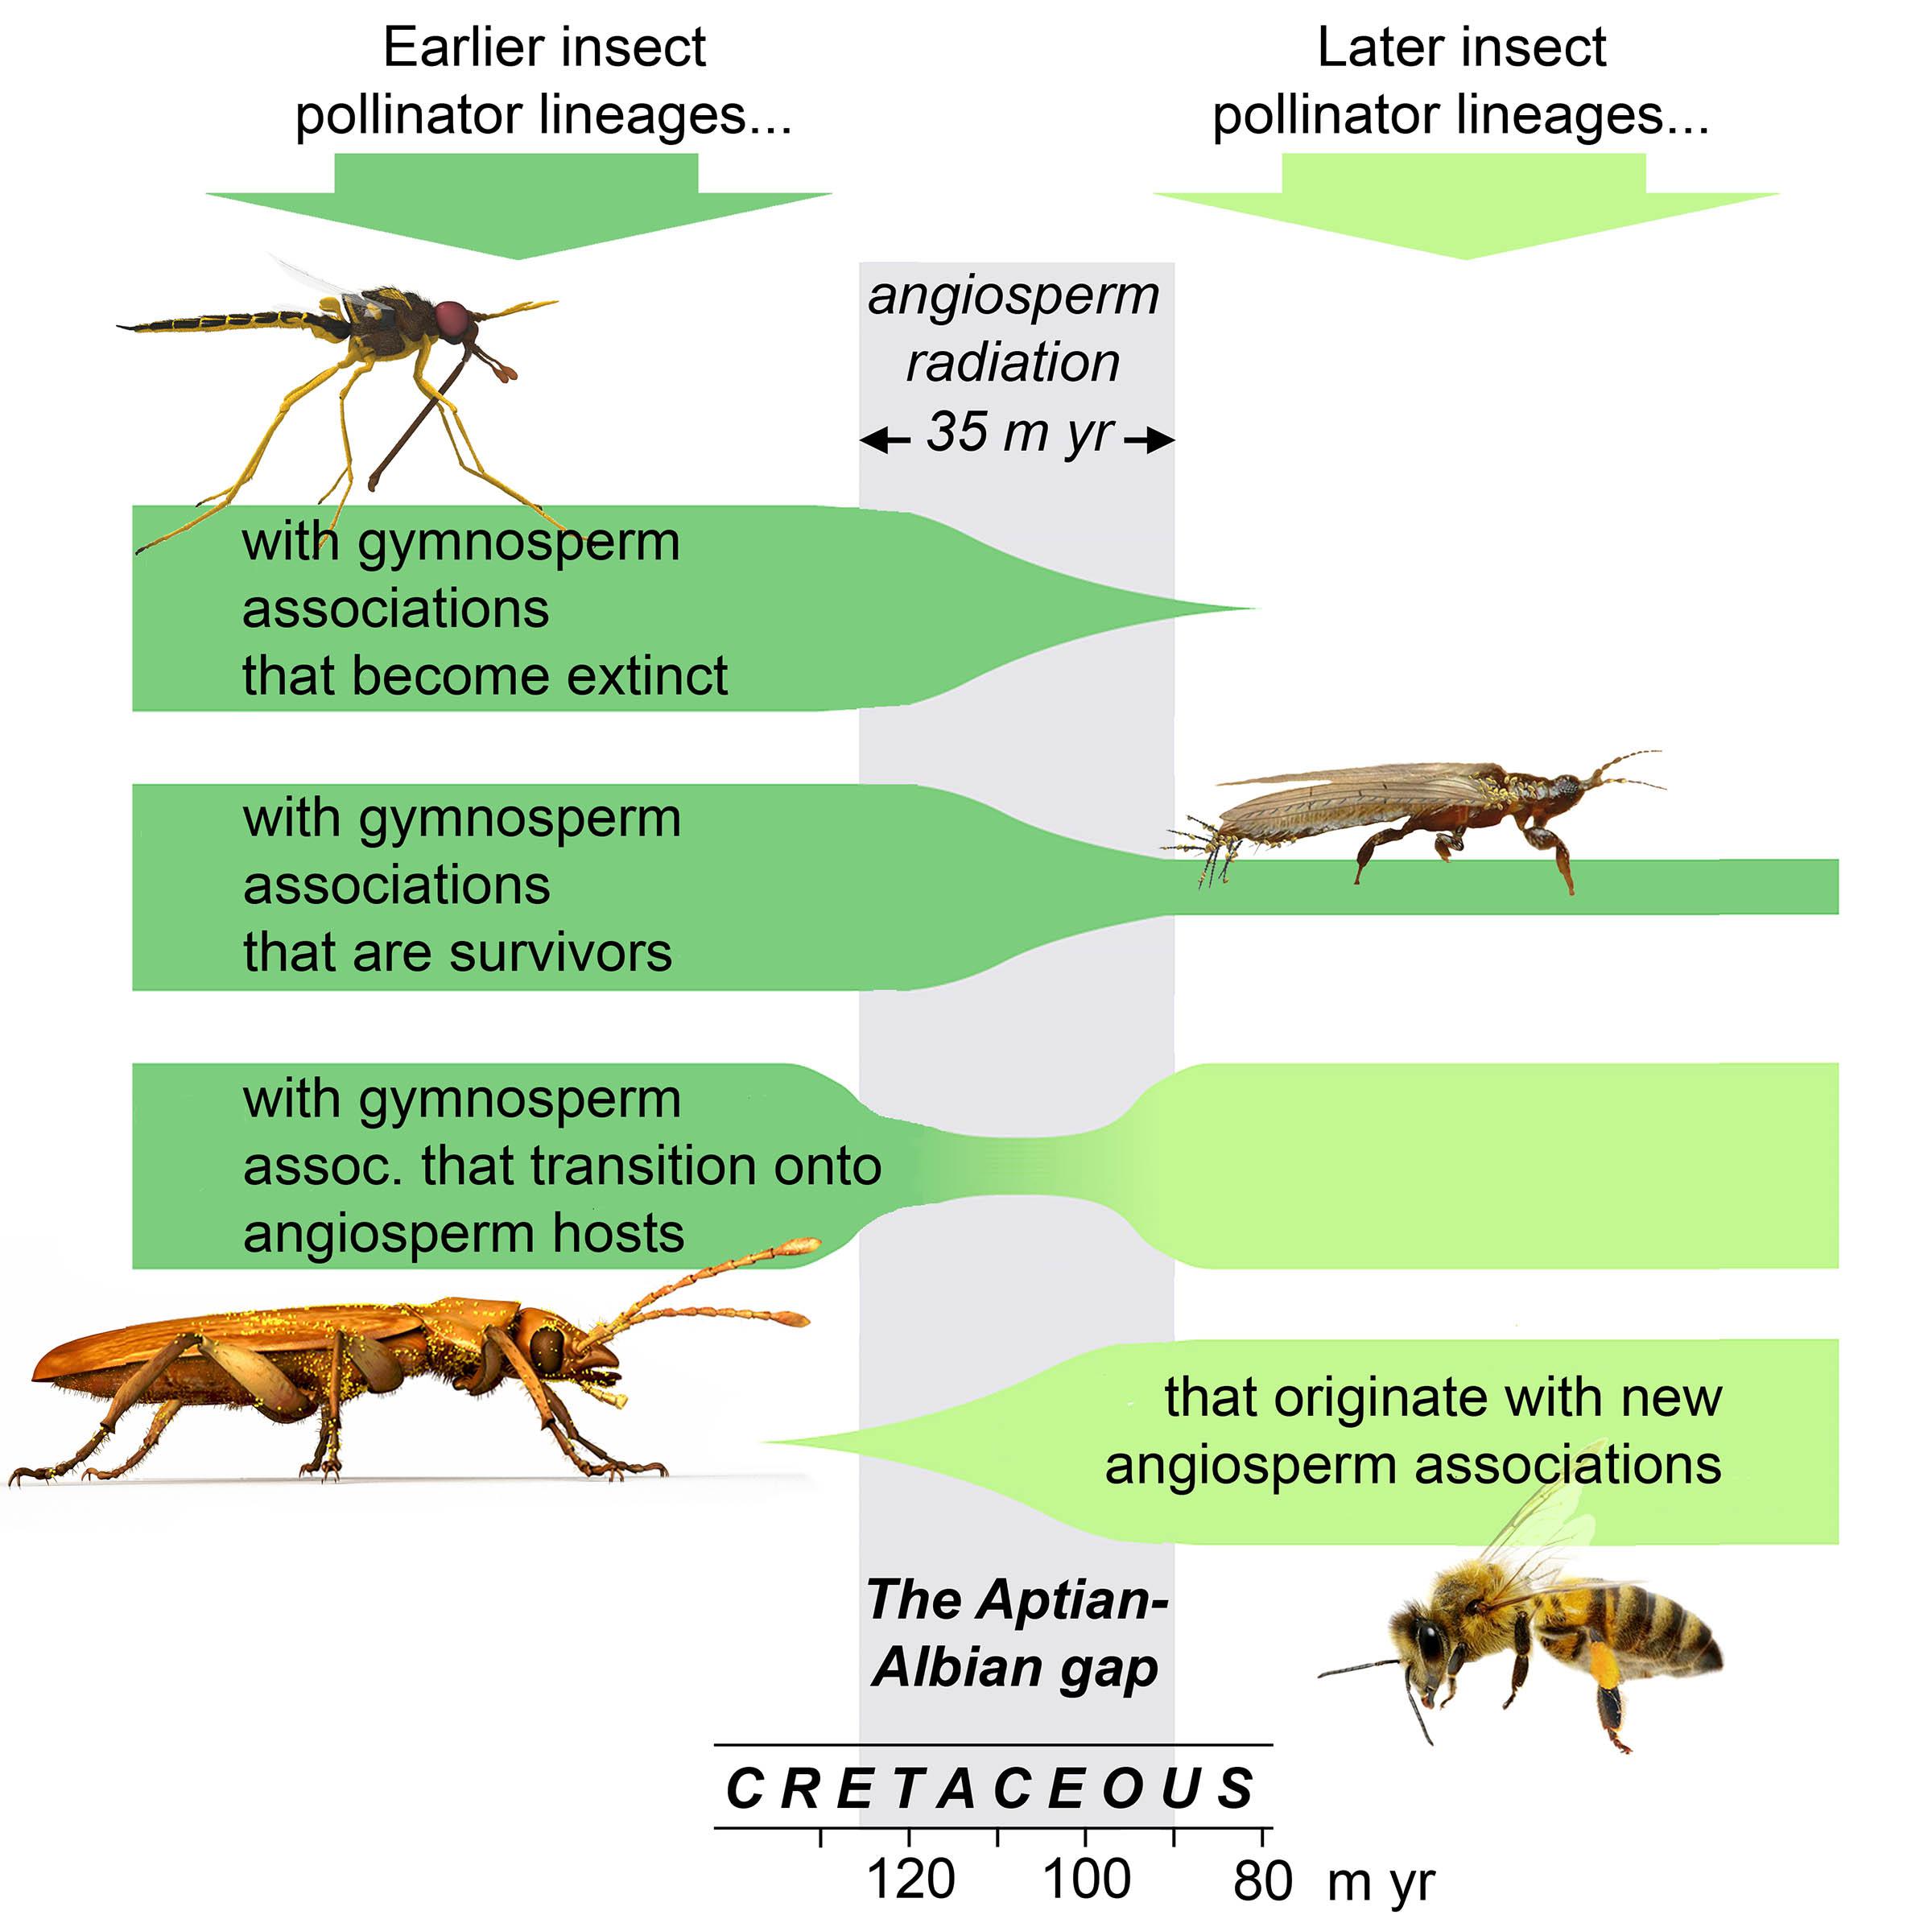 Earlier insect
pollinator lineages...
Later insect
pollinator lineages...
angiosperm
radiation
35 m yr
with gymnosperm
associations
that become extinct
with gymnosperm
associations
that are survivors
with gymnosperm
assoc. that transition onto
angiosperm hosts
that originate with new
angiosperm associations
The Aptian-
Albian gap
CRETACEOUS
120 100 80 m yr